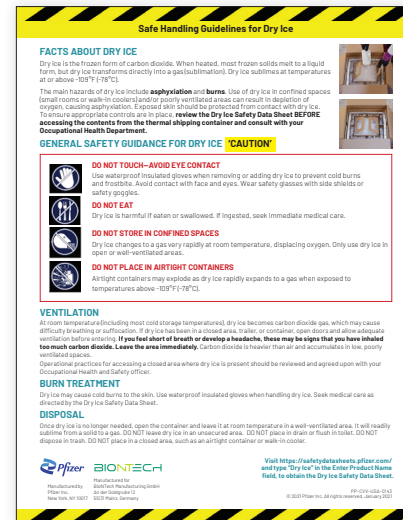 Safe Handling Guidelines for Dry Ice
FACTS ABOUT DRY ICE
Dry ice is the frozen form of carbon dioxide. When heated, most frozen solids melt to a liquid
form, but dry ice transforms directly into a gas (sublimation). Dry ice sublimes at temperatures
at or above -109°F (-78°C).
The main hazards of dry ice include asphyxiation and burns. Use of dry ice in confined spaces
(small rooms or walk-in coolers) and/or poorly ventilated areas can result in depletion of
oxygen, causing asphyxiation. Exposed skin should be protected from contact with dry ice.
To ensure appropriate controls are in place, review the Dry Ice Safety Data Sheet BEFORE
accessing the contents from the thermal shipping container and consult with your
Occupational Health Department.
GENERAL SAFETY GUIDANCE FOR DRY ICE 'CAUTION'
DO NOT TOUCH—AVOID EYE CONTACT
Use waterproof insulated gloves when removing or adding dry ice to prevent cold burns
and frostbite. Avoid contact with face and eyes. Wear safety glasses with side shields or
safety goggles.
DO NOT EAT
Dry ice is harmful if eaten or swallowed. If ingested, seek immediate medical care.
DO NOT STORE IN CONFINED SPACES
Dry ice changes to a gas very rapidly at room temperature, displacing oxygen. Only use dry ice in
open or well-ventilated areas.
DO NOT PLACE IN AIRTIGHT CONTAINERS
Airtight containers may explode as dry ice rapidly expands to a gas when exposed to
temperatures above -109°F (-78°C).
VENTILATION
At room temperature (including most cold storage temperatures), dry ice becomes carbon dioxide gas, which may cause
difficulty breathing or suffocation. If dry ice has been in a closed area, trailer, or container, open doors and allow adequate
ventilation before entering. If you feel short of breath or develop a headache, these may be signs that you have inhaled
too much carbon dioxide. Leave the area immediately. Carbon dioxide is heavier than air and accumulates in low, poorly
ventilated spaces.
Operational practices for accessing a closed area where dry ice is present should be reviewed and agreed upon with your
Occupational Health and Safety officer.
BURN TREATMENT
Dry ice may cause cold burns to the skin. Use waterproof insulated gloves when handling dry ice. Seek medical care as
directed by the Dry Ice Safety Data Sheet.
DISPOSAL
Once dry ice is no longer needed, open the container and leave it at room temperature in a well-ventilated area. It will readily
sublime from a solid to a gas. DO NOT leave dry ice in an unsecured area. DO NOT place in drain or flush in toilet. DO NOT
dispose in trash. DO NOT place in a closed area, such as an airtight container or walk-in cooler.
Pfizer BIONTECH
Manufactured by
Pfizer Inc.
New York, NY 10017
Manufactured for
BioNTech Manufacturing GmbH
An der Goldgrube 12
55131 Mainz, Germany
Visit https://safetydatasheets.pfizer.com/
and type "Dry Ice" in the Enter Product Name
field, to obtain the Dry Ice Safety Data Sheet.
PP-CVV-USA-0143
© 2021 Pfizer Inc. All rights reserved. January 2021